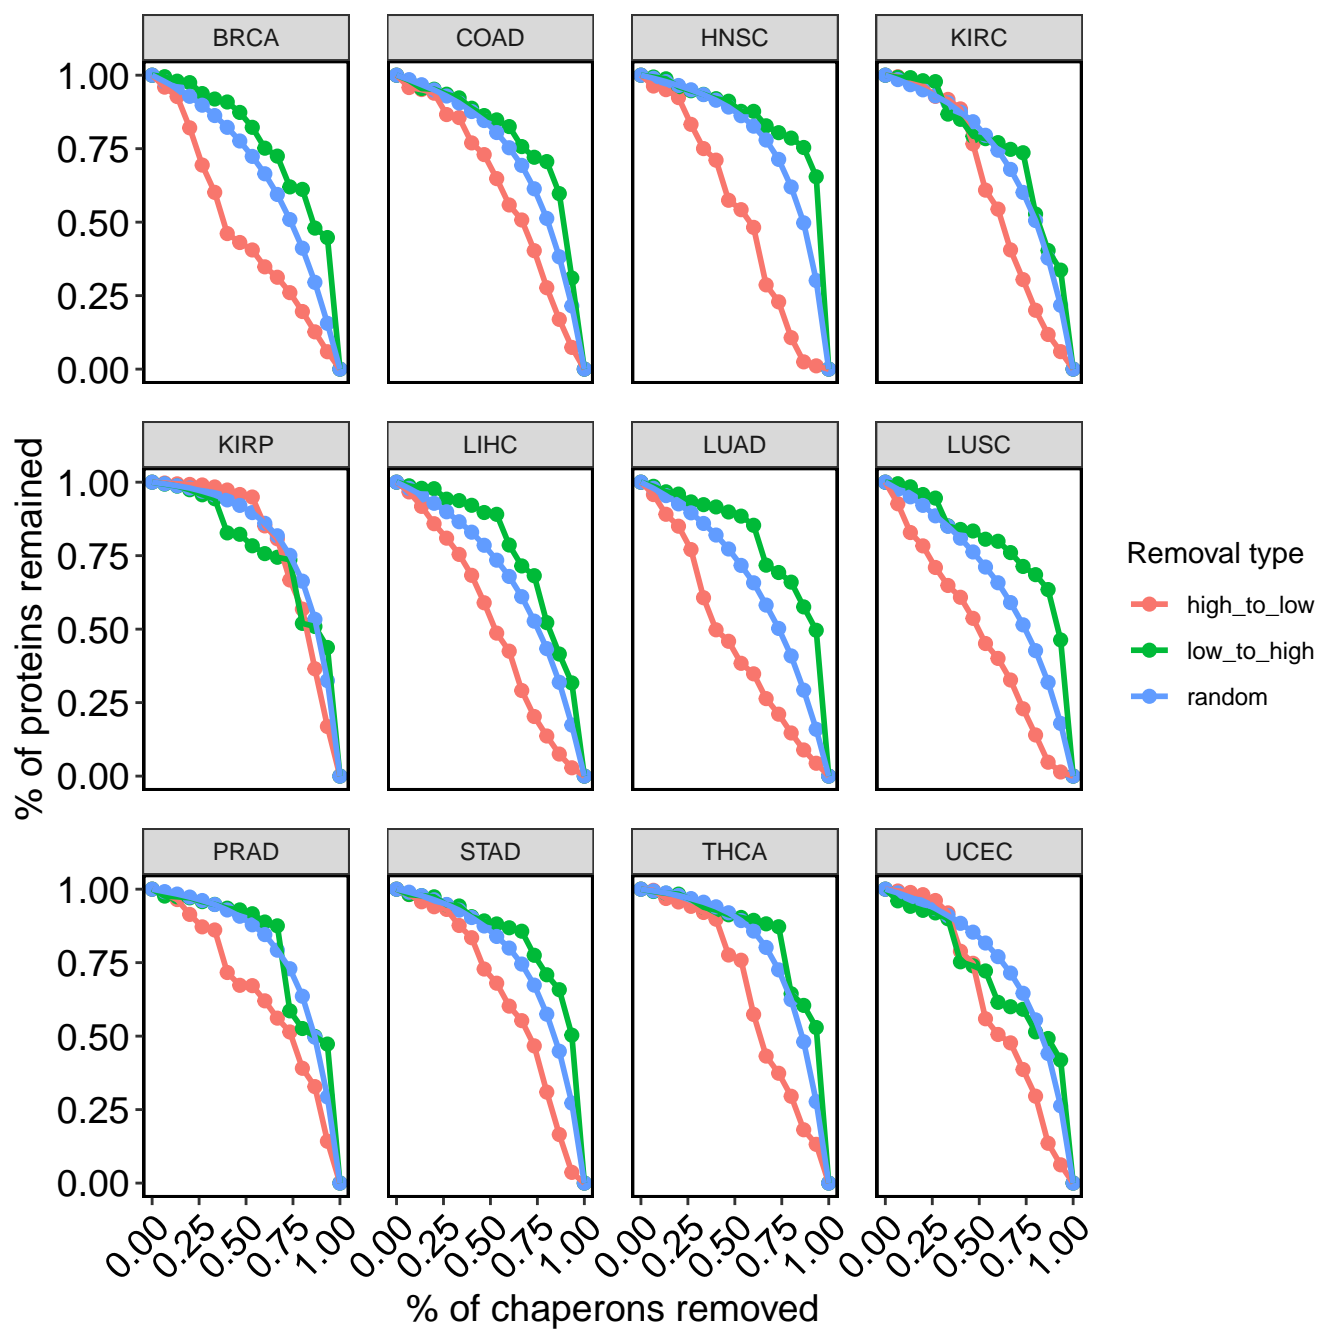 BRCA COAD HNSC KIRC
1.00
0.75
0.50
0.25
0.00
KIRP LIHC LUAD LUSC
1.00
0.75
0.50
0.25
0.00
% of proteins remained
Removal type
high_to_low
low_to_high
random
PRAD STAD THCA UCEC
1.00
0.75
0.50
0.25
0.00
0.00 0.25 0.50 0.75 1.00 0.00 0.25 0.50 0.75 1.00 0.00 0.25 0.50 0.75 1.00 0.00 0.25 0.50 0.75 1.00
% of chaperons removed